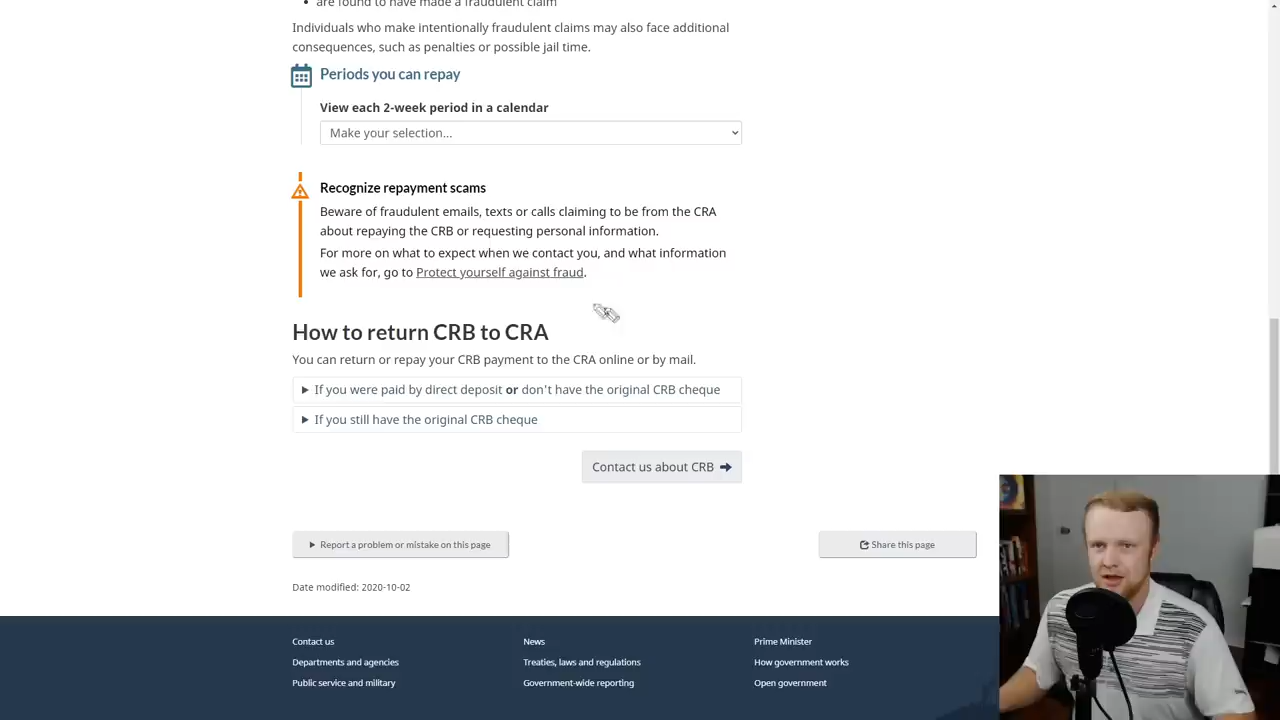 are found to have made a fraudulent claim
Individuals who make intentionally fraudulent claims may also face additional
consequences, such as penalties or possible jail time.
Periods you can repay
View each 2-week period in a calendar
Make your selection...
Recognize repayment scams
Beware of fraudulent emails, texts or calls claiming to be from the CRA
about repaying the CRB or requesting personal information.
For more on what to expect when we contact you, and what information
we ask for, go to Protect yourself against fraud.
How to return CRB to CRA
You can return or repay your CRB payment to the CRA online or by mail.
If you were paid by direct deposit or don't have the original CRB cheque
If you still have the original CRB cheque
Contact us about CRB
Report a problem or mistake on this page
Share this page
Date modified: 2020-10-02
Contact us
News
Prime Minister
Departments and agencies
Treaties, laws and regulations
How government works
Public service and military
Government-wide reporting
Open government